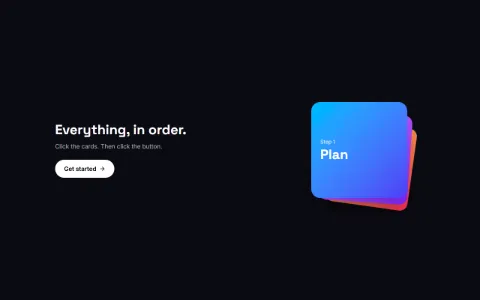 Everything, in order.
Click the cards. Then click the button.
Get started →
Step 1
Plan